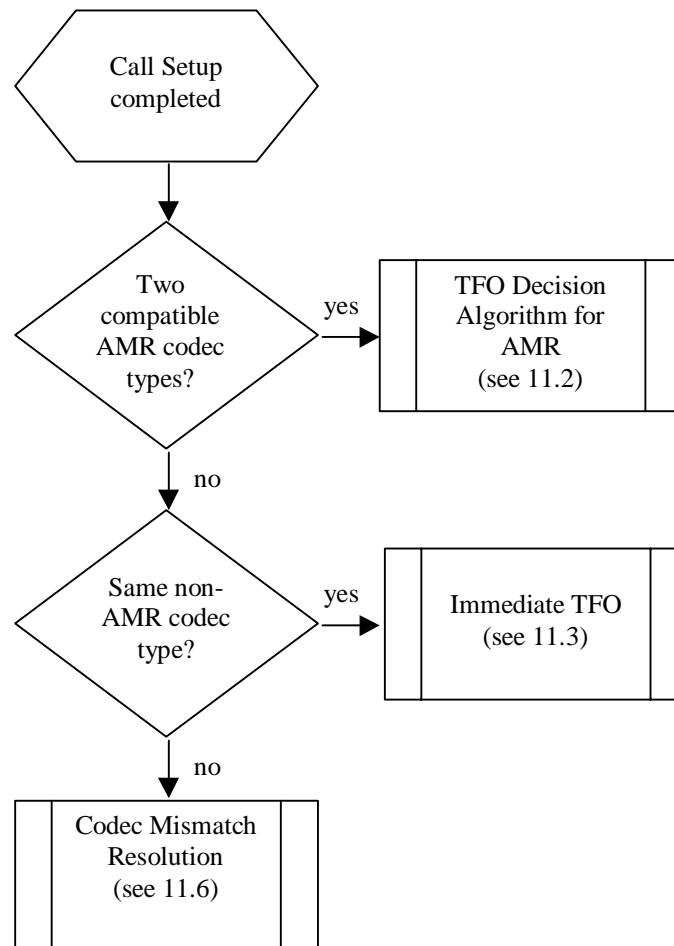 Call Setup
completed
Two
compatible
AMR codec
types?
yes
TFO Decision
Algorithm for
AMR
(see 11.2)
no
Same non-
AMR codec
type?
yes
Immediate TFO
(see 11.3)
no
Codec Mismatch
Resolution
(see 11.6)